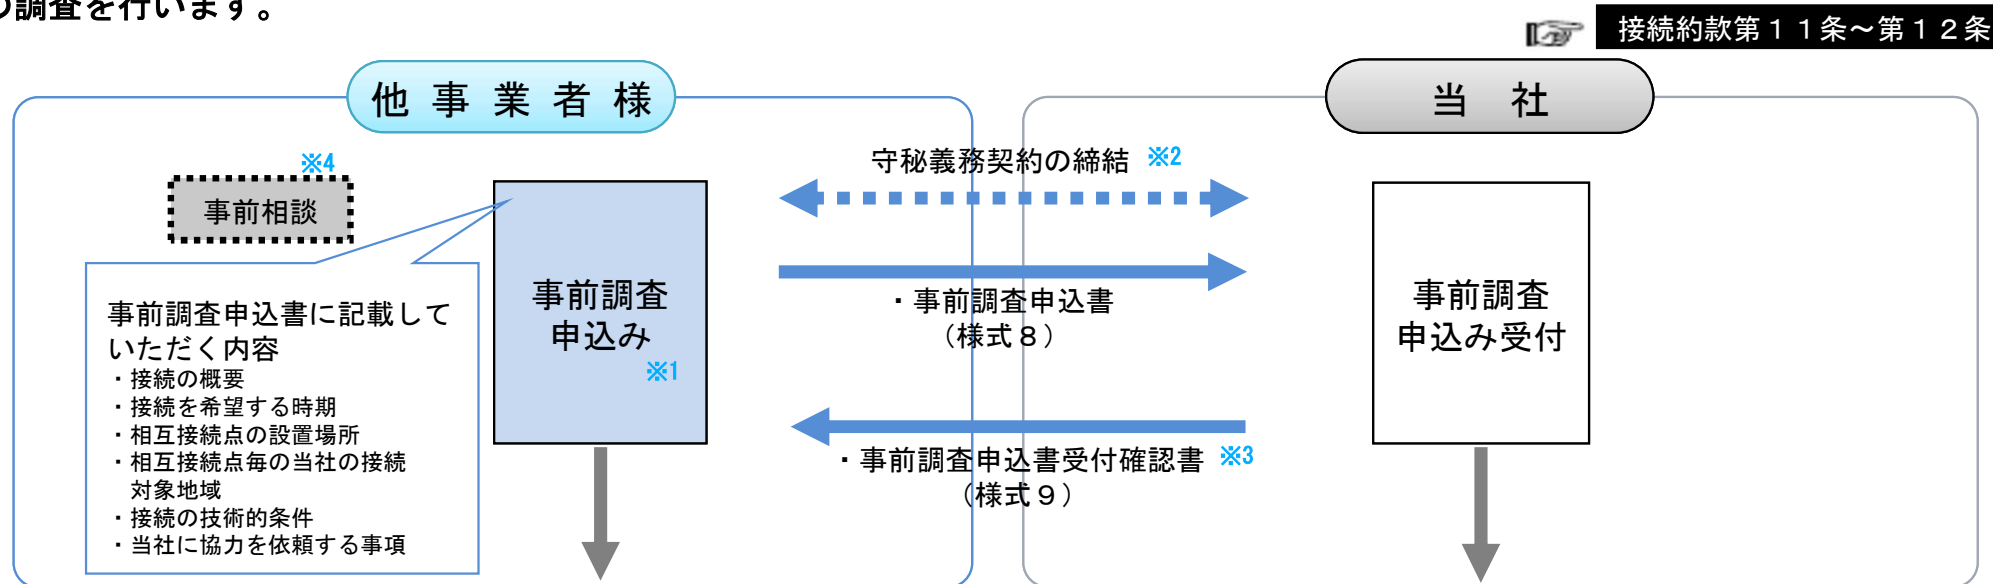 の調査を行います。
接続約款第１１条～第１２条
他事業者様
当　社
※4
事前相談
守秘義務契約の締結 ※2
事前調査
申込み
※1
・事前調査申込書
（様式８）
事前調査
申込み受付
事前調査申込書に記載して
いただく内容
・接続の概要
・接続を希望する時期
・相互接続点の設置場所
・相互接続点毎の当社の接続
対象地域
・接続の技術的条件
・当社に協力を依頼する事項
・事前調査申込書受付確認書 ※3
（様式９）